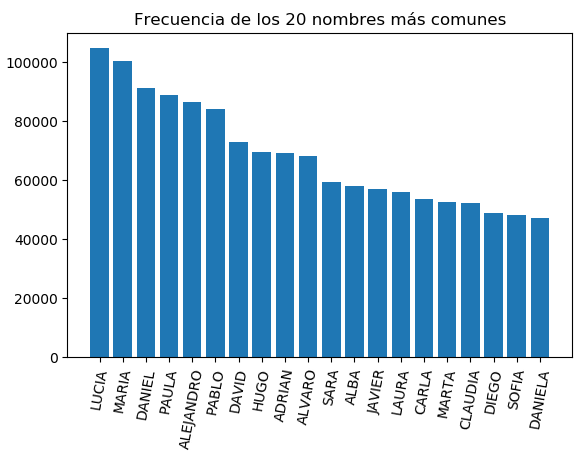 Frecuencia de los 20 nombres más comunes
100000
80000
60000
40000
20000
0
LUCIA
MARIA
DANIEL
PAULA
ALEJANDRO
PABLO
DAVID
HUGO
ADRIAN
ALVARO
SARA
ALBA
JAVIER
LAURA
CARLA
MARTA
CLAUDIA
DIEGO
SOFIA
DANIELA